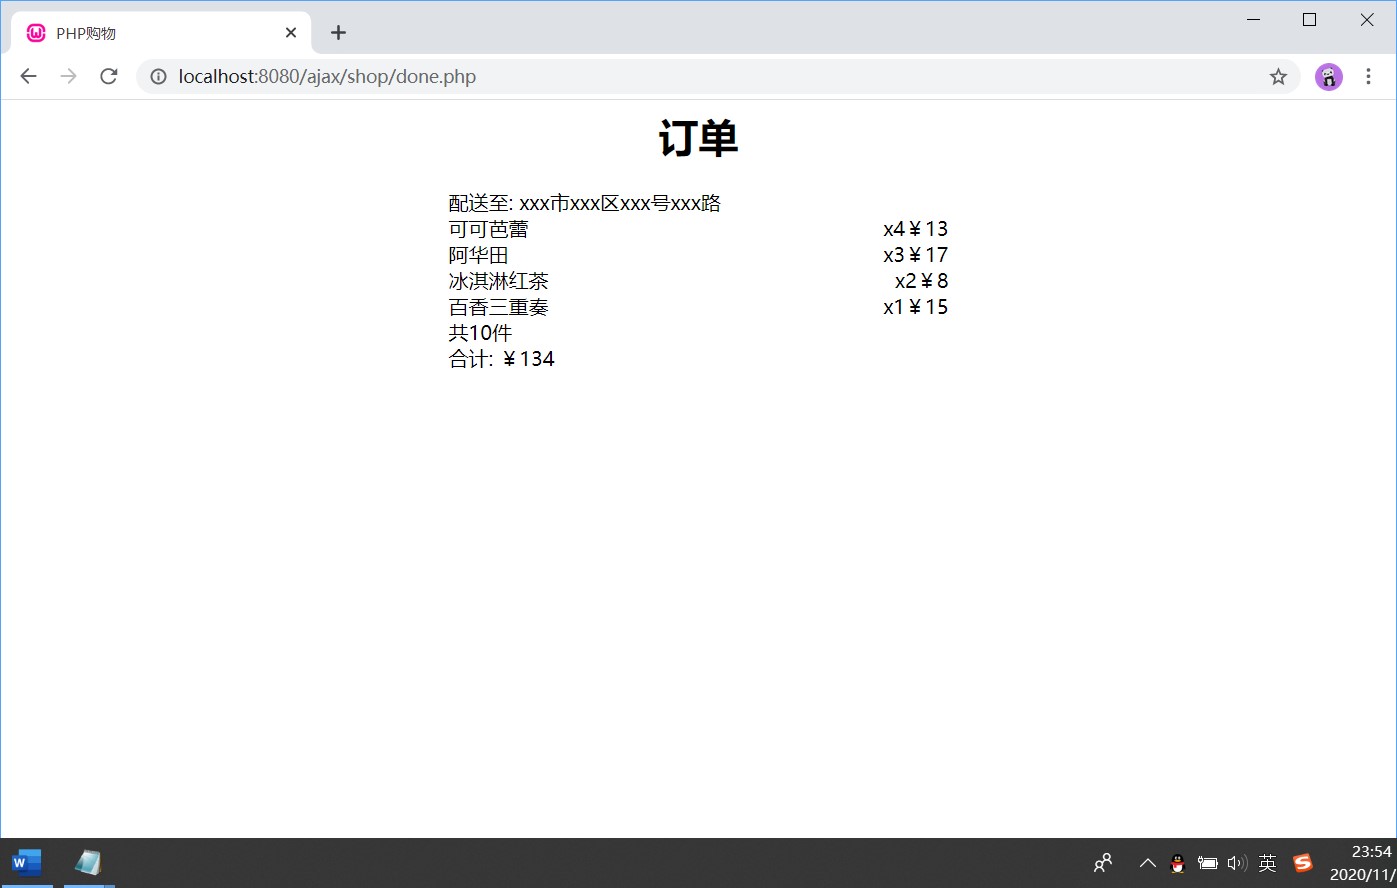 PHP购物
localhost:8080/ajax/shop/done.php
订单
配送至: xxx市xxx区xxx号xxx路
可可芭蕾 x4￥13
阿华田 x3￥17
冰淇淋红茶 x2￥8
百香三重奏 x1￥15
共10件
合计: ￥134
英
23:54
2020/11/